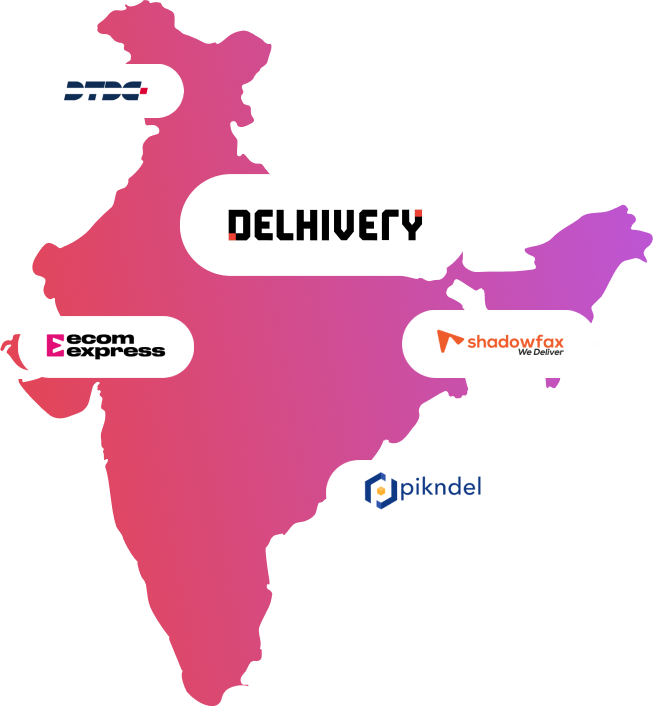 DTDC
DELHIVERY
ecom
express
shadowfax
We Deliver
pikndel